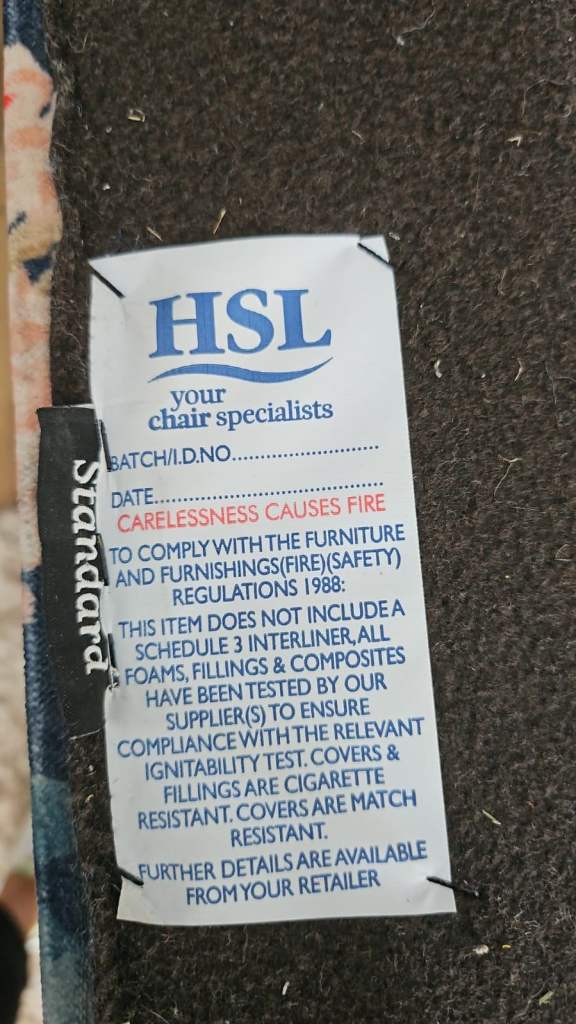 HSL
your
chair specialists
BATCH/I.D.NO..........................
DATE.......................................
CARELESSNESS CAUSES FIRE
TO COMPLY WITH THE FURNITURE
AND FURNISHINGS(FIRE)(SAFETY)
REGULATIONS 1988:
THIS ITEM DOES NOT INCLUDE A
SCHEDULE 3 INTERLINER, ALL
FOAMS, FILLINGS & COMPOSITES
HAVE BEEN TESTED BY OUR
SUPPLIER(S) TO ENSURE
COMPLIANCE WITH THE RELEVANT
IGNITABILITY TEST. COVERS &
FILLINGS ARE CIGARETTE
RESISTANT. COVERS ARE MATCH
RESISTANT.
FURTHER DETAILS ARE AVAILABLE
FROM YOUR RETAILER
Standard